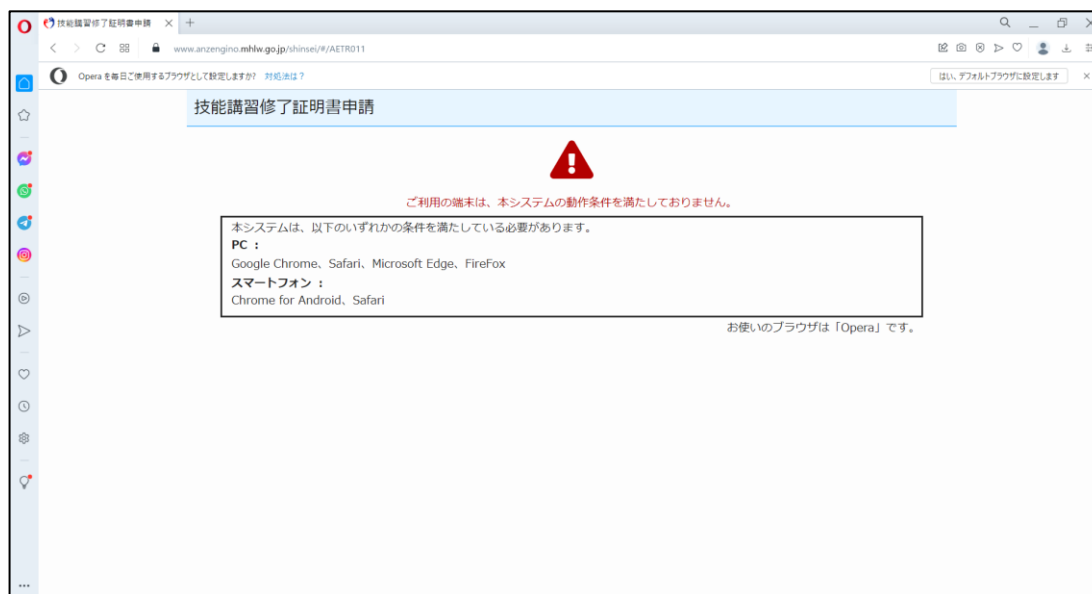 技能講習修了証明書申請
www.anzengino.mhlw.go.jp/shinsei/#/AETR011
Opera を毎日ご使用するブラウザとして設定しますか? 対処法は?
はい、デフォルトブラウザに設定します
技能講習修了証明書申請
ご利用の端末は、本システムの動作条件を満たしておりません。
本システムは、以下のいずれかの条件を満たしている必要があります。
PC :
Google Chrome、Safari、Microsoft Edge、FireFox
スマートフォン :
Chrome for Android、Safari
お使いのブラウザは「Opera」です。